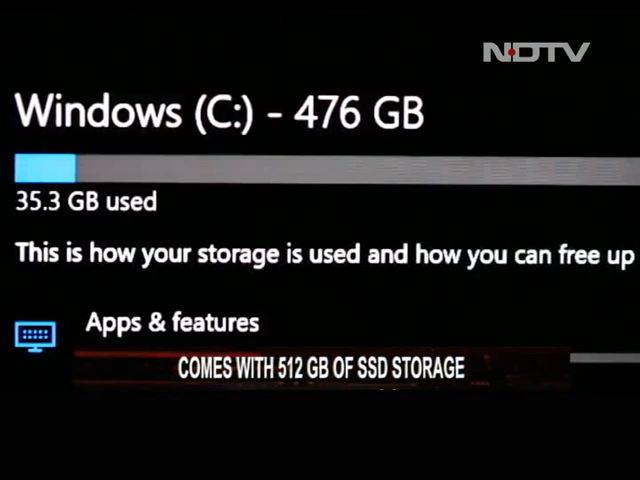 NDTV
Windows (C:) - 476 GB
35.3 GB used
This is how your storage is used and how you can free up
Apps & features
COMES WITH 512 GB OF SSD STORAGE